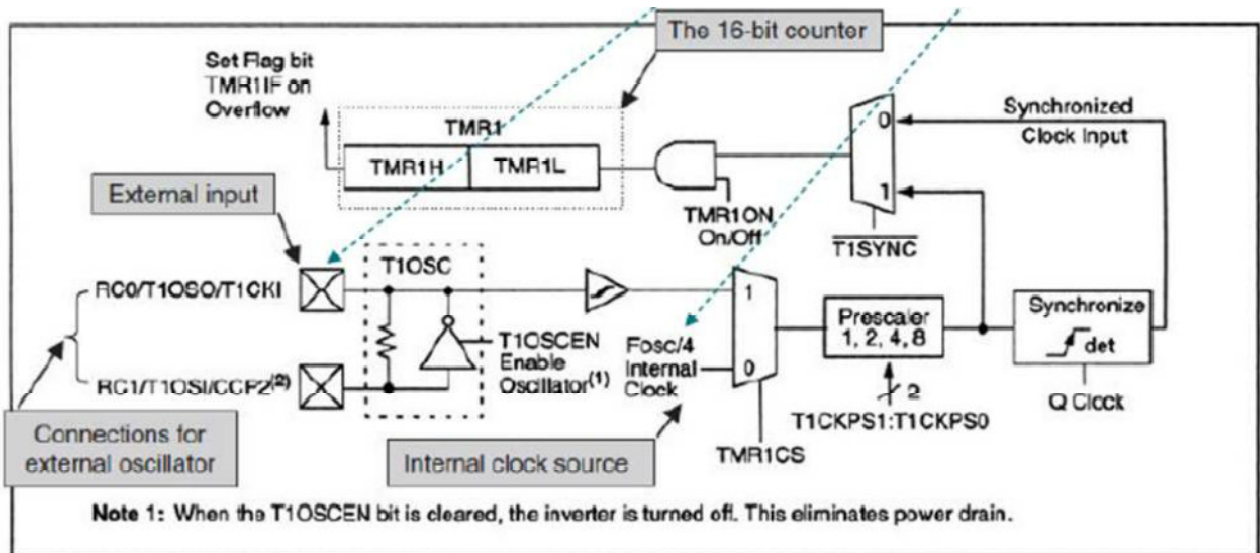 The 16-bit counter
Set Flag bit
TMR1IF on
Overflow
TMR1
TMR1H
TMR1L
0
Synchronized
Clock Input
1
TMR1ON
On/Off
T1SYNC
External input
T1OSC
RC0/T1OSO/T1CKI
1
Prescaler
1, 2, 4, 8
Synchronize
det
T1OSCEN
Enable
Oscillator(1)
Fosc/4
Internal
Clock
0
RC1/T1OSI/CCP2(2)
2
Q Clock
T1CKPS1:T1CKPS0
Connections for
external oscillator
Internal clock source
TMR1CS
Note 1: When the T1OSCEN bit is cleared, the inverter is turned off. This eliminates power drain.